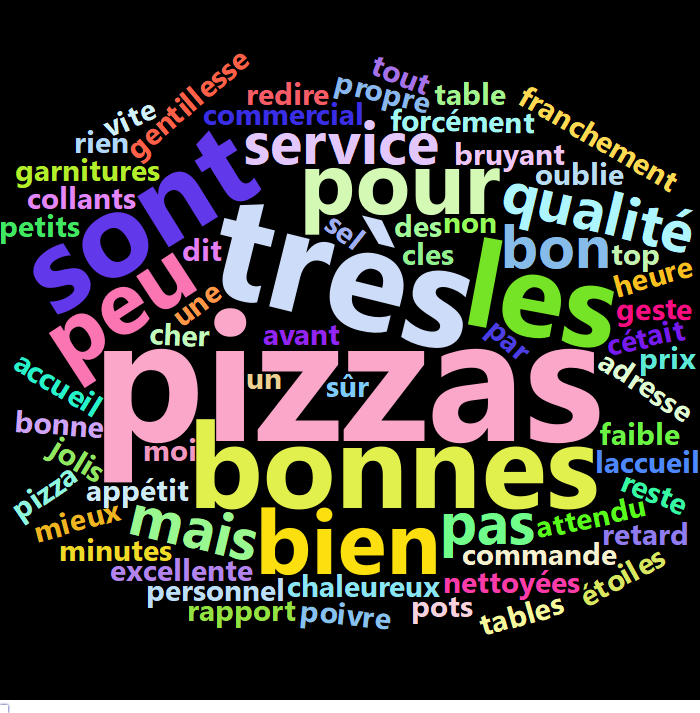 tout
gentillesse
redire
propre
table
franchement
vite
commercial
forcément
rien
service
bruyant
garnitures
pour
oublie
collants
sont
qualité
petits
sel
des
non
dit
très
cles
bon
top
peu
les
heure
une
geste
cher
avant
par
cétait
prix
accueil
pizzas
un
sûr
adresse
bonne
faible
jolis
moi
bonnes
laccueil
pizza
appétit
reste
mieux
mais
bien
pas
attendu
retard
minutes
commande
excellente
nettoyées
étoiles
personnel
chaleureux
rapport
poivre
pots
tables